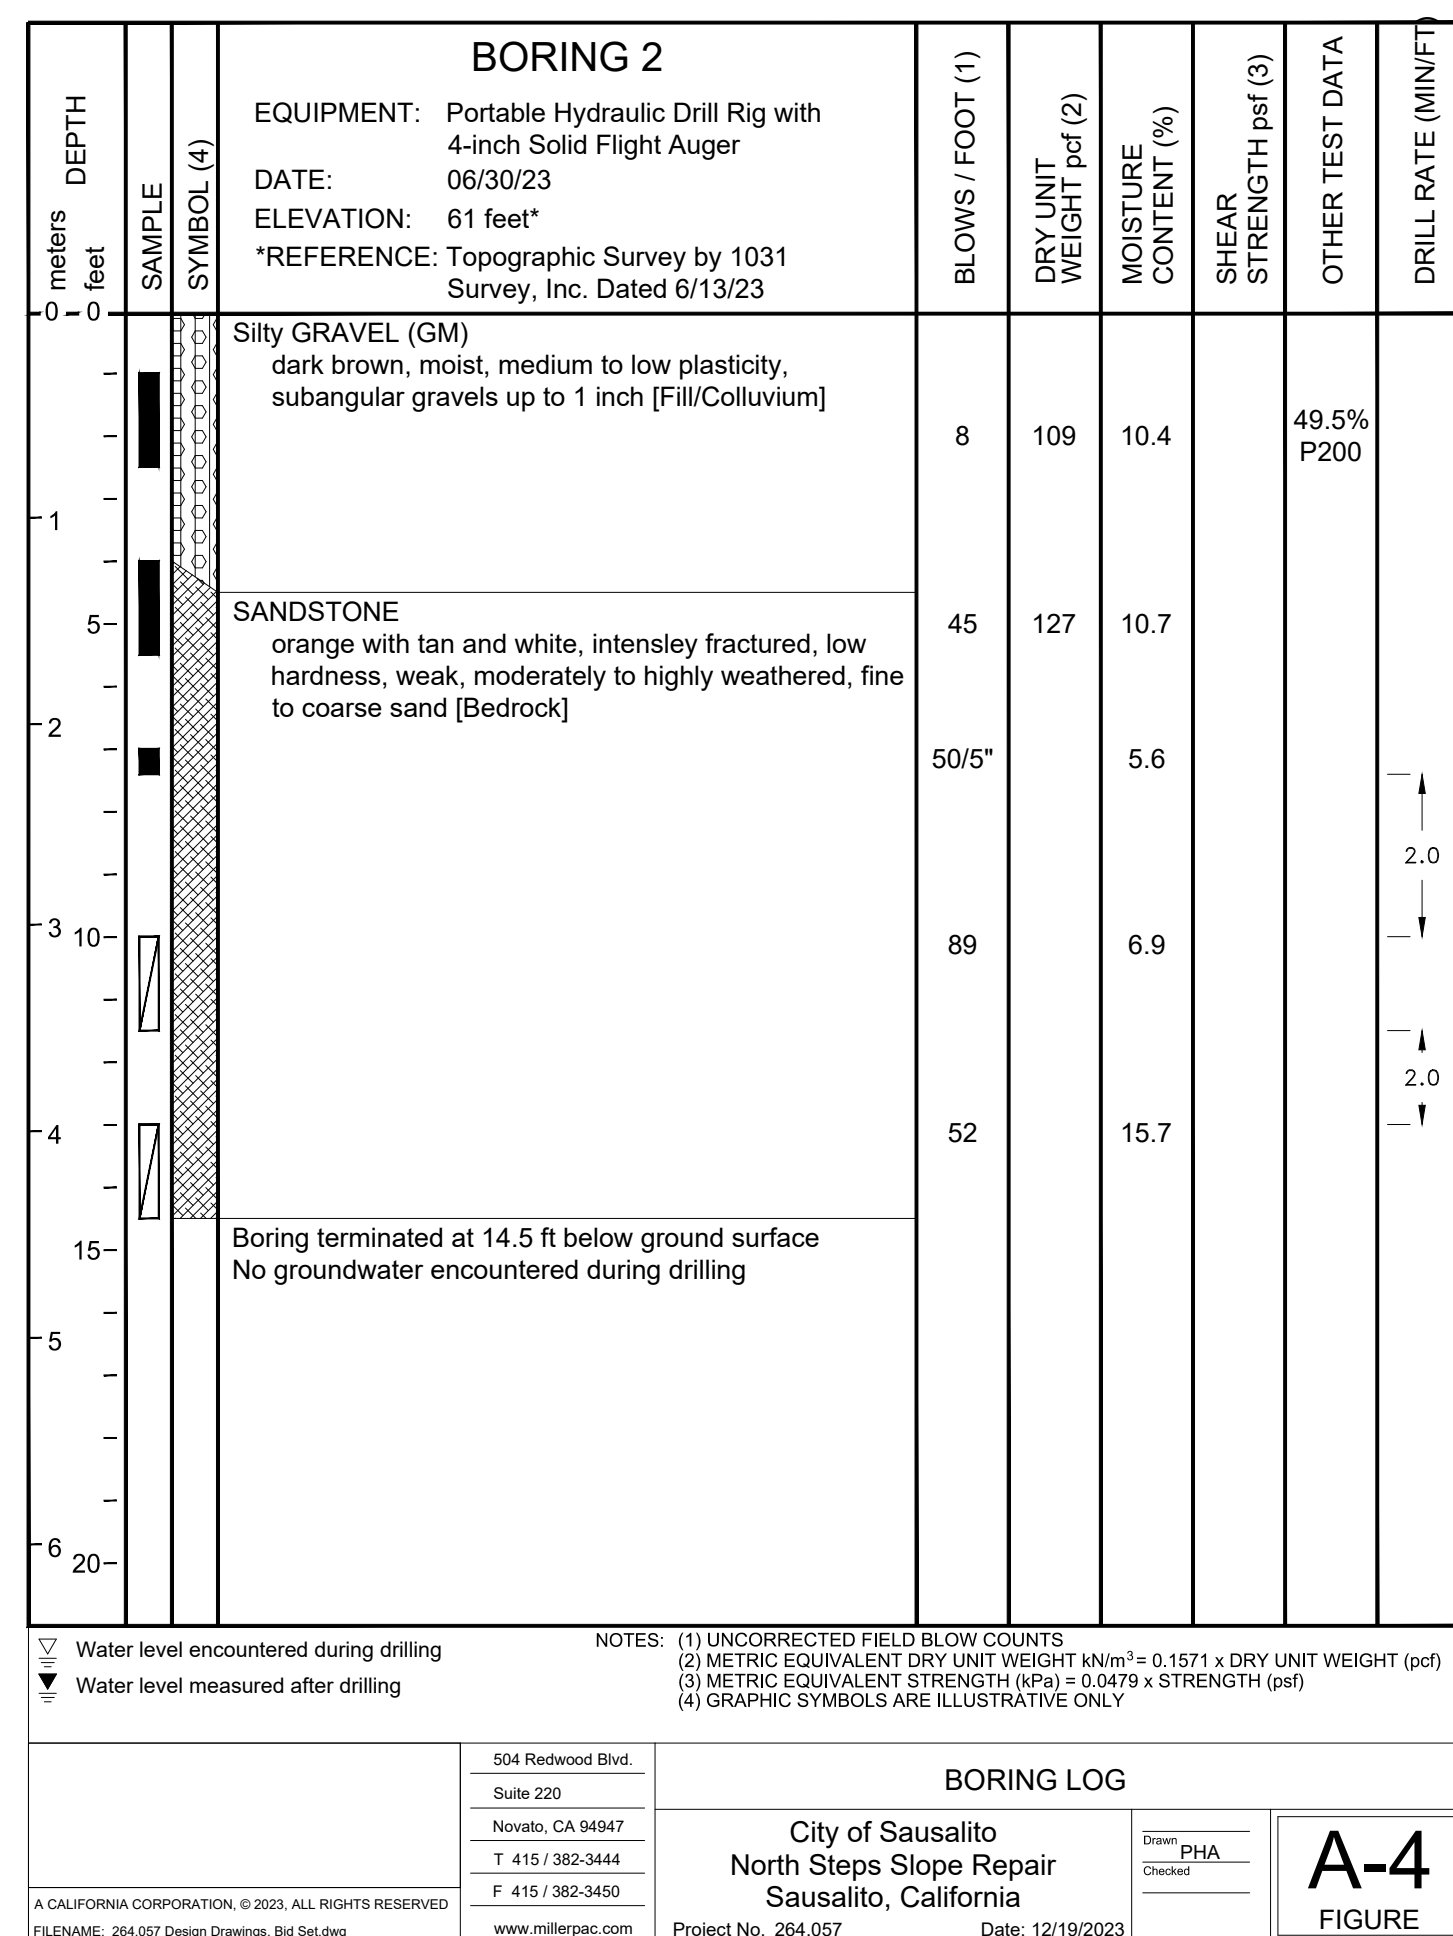 BORING 2
EQUIPMENT: Portable Hydraulic Drill Rig with
4-inch Solid Flight Auger
DATE: 06/30/23
ELEVATION: 61 feet*
*REFERENCE: Topographic Survey by 1031
Survey, Inc. Dated 6/13/23
meters
feet
DEPTH
SAMPLE
SYMBOL (4)
BLOWS / FOOT (1)
DRY UNIT
WEIGHT pcf (2)
MOISTURE
CONTENT (%)
SHEAR
STRENGTH psf (3)
OTHER TEST DATA
DRILL RATE (MIN/FT)
0 0
Silty GRAVEL (GM)
dark brown, moist, medium to low plasticity,
subangular gravels up to 1 inch [Fill/Colluvium]
8 109 10.4 49.5%
P200
1
SANDSTONE
5 45 127 10.7
orange with tan and white, intensley fractured, low
hardness, weak, moderately to highly weathered, fine
to coarse sand [Bedrock]
2
50/5" 5.6
2.0
3 10 89 6.9
2.0
4 52 15.7
Boring terminated at 14.5 ft below ground surface
15
No groundwater encountered during drilling
5
6 20
Water level encountered during drilling
Water level measured after drilling
NOTES: (1) UNCORRECTED FIELD BLOW COUNTS
(2) METRIC EQUIVALENT DRY UNIT WEIGHT kN/m³= 0.1571 x DRY UNIT WEIGHT (pcf)
(3) METRIC EQUIVALENT STRENGTH (kPa) = 0.0479 x STRENGTH (psf)
(4) GRAPHIC SYMBOLS ARE ILLUSTRATIVE ONLY
A CALIFORNIA CORPORATION, © 2023, ALL RIGHTS RESERVED
FILENAME: 264.057 Design Drawings, Bid Set.dwg
504 Redwood Blvd.
Suite 220
Novato, CA 94947
T 415 / 382-3444
F 415 / 382-3450
www.millerpac.com
BORING LOG
City of Sausalito
North Steps Slope Repair
Sausalito, California
Project No. 264.057 Date: 12/19/2023
Drawn PHA
Checked
A-4
FIGURE